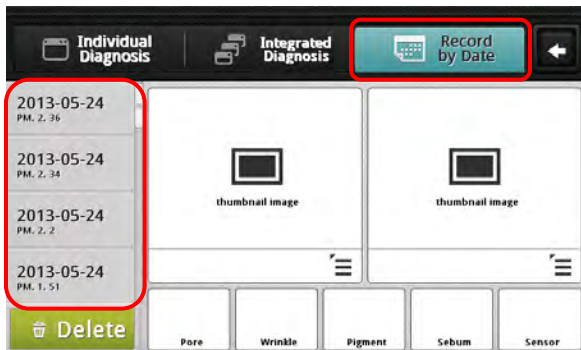 Individual
Diagnosis
Integrated
Diagnosis
Record
by Date
2013-05-24
PM. 2. 36
2013-05-24
PM. 2. 34
2013-05-24
PM. 2. 2
2013-05-24
PM. 1. 51
thumbnail image
thumbnail image
Delete
Pore
Wrinkle
Pigment
Sebum
Sensor